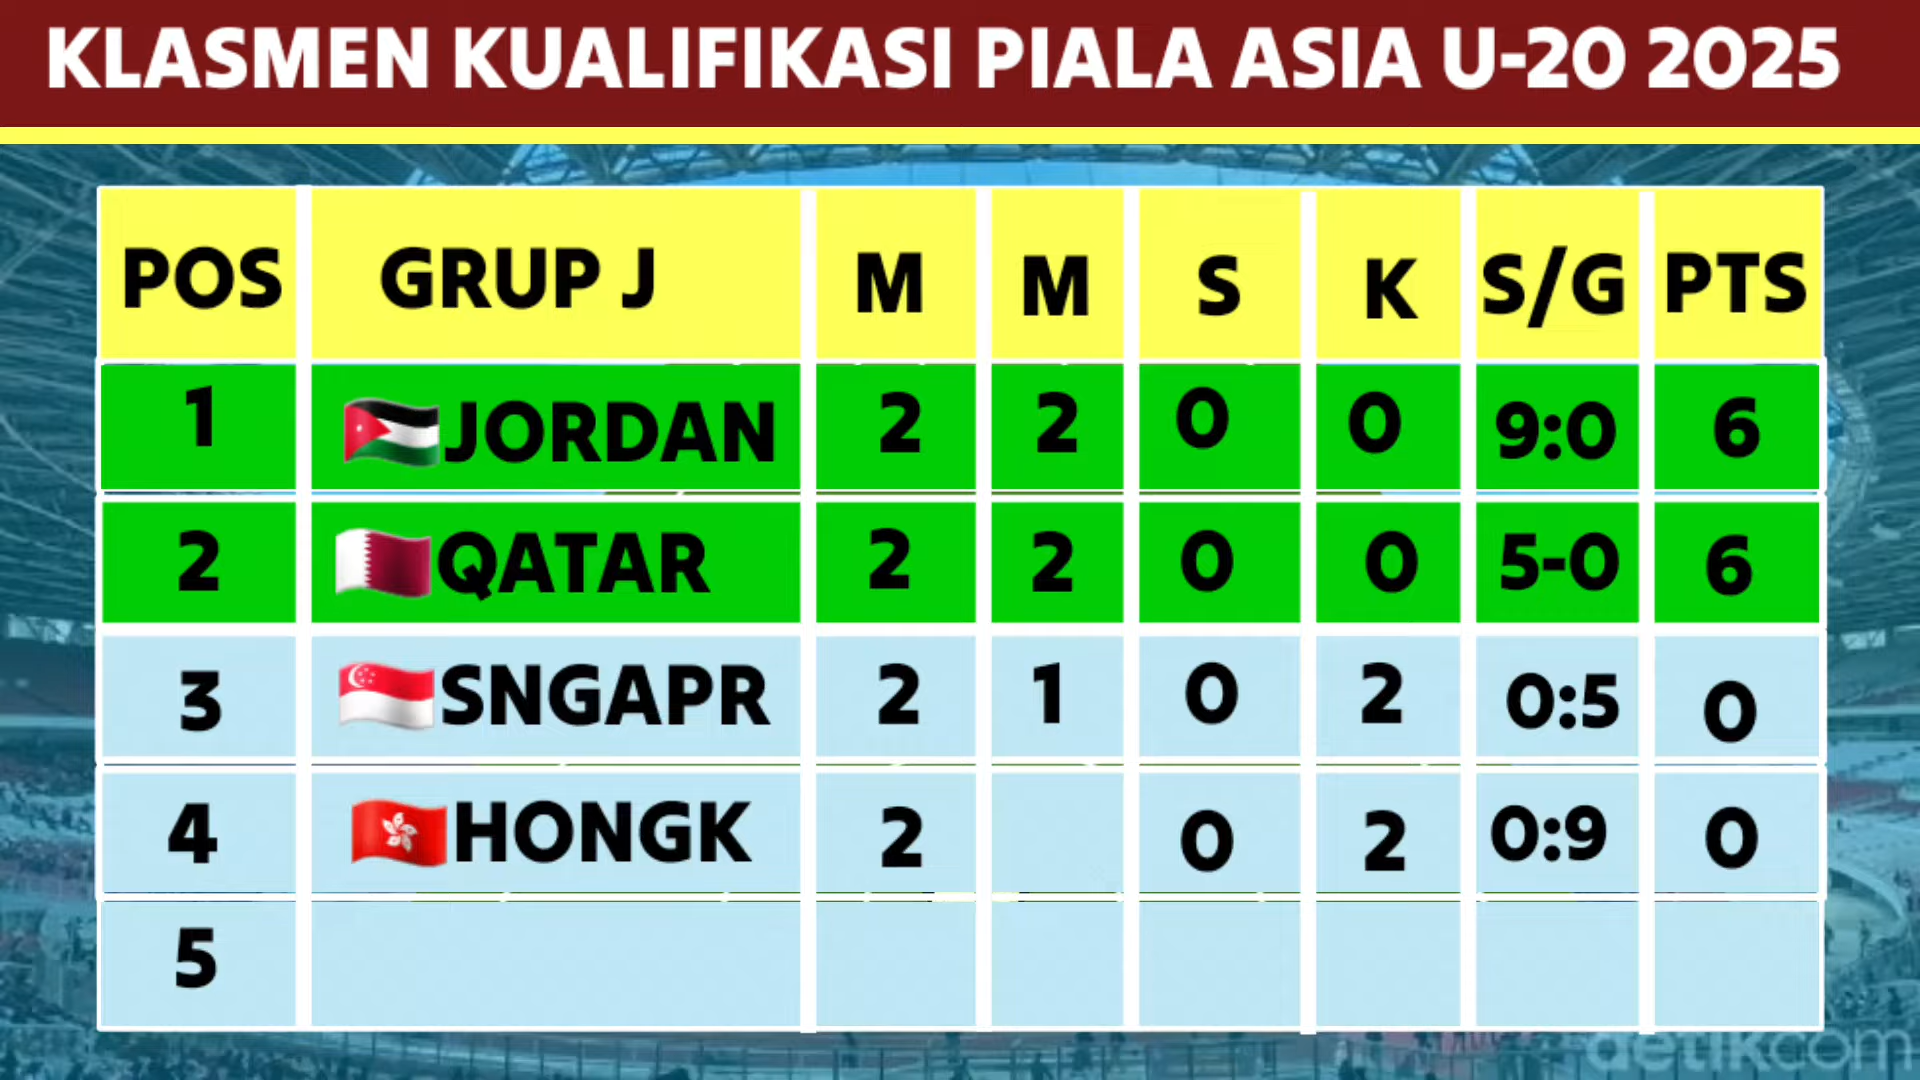 KLASMEN KUALIFIKASI PIALA ASIA U-20 2025
POS GRUP J M M S K S/G PTS
1 JORDAN 2 2 0 0 9:0 6
2 QATAR 2 2 0 0 5-0 6
3 SNGAPR 2 1 0 2 0:5 0
4 HONGK 2 0 2 0:9 0
5
detikcom